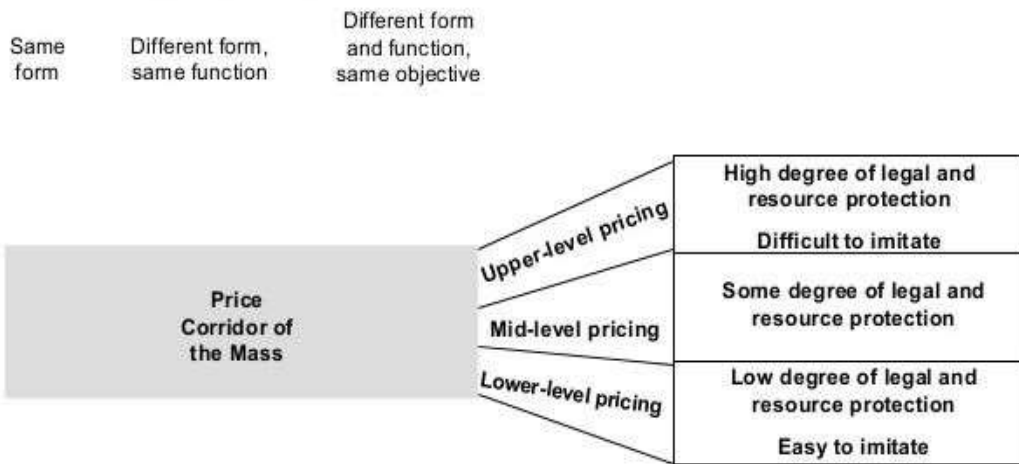 Same
form
Different form,
same function
Different form
and function,
same objective
Price
Corridor of
the Mass
Upper-level pricing
Mid-level pricing
Lower-level pricing
High degree of legal and
resource protection
Difficult to imitate
Some degree of legal and
resource protection
Low degree of legal and
resource protection
Easy to imitate